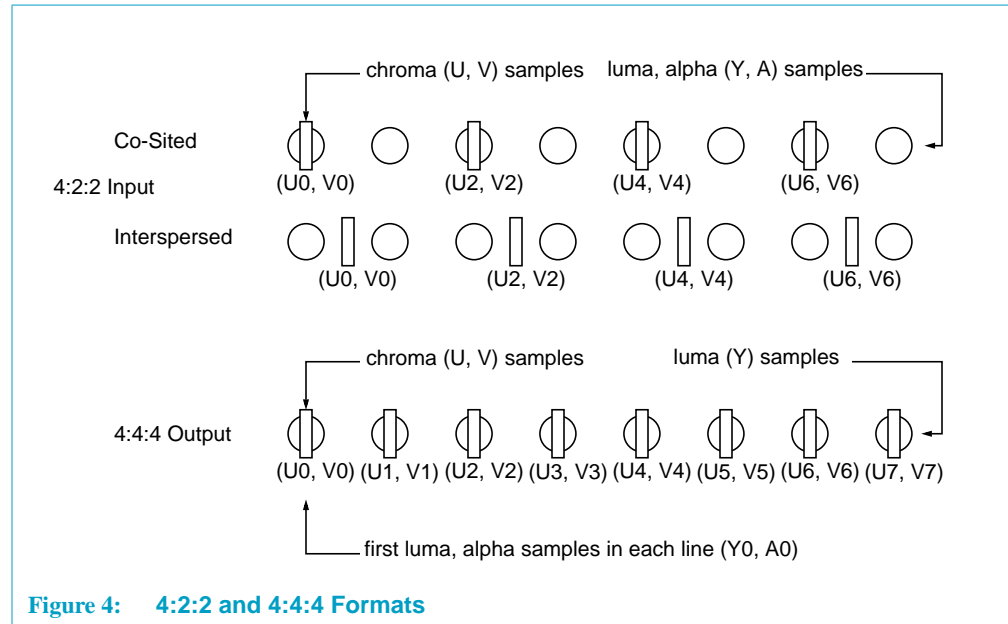 chroma (U, V) samples luma, alpha (Y, A) samples
Co-Sited
4:2:2 Input
(U0, V0) (U2, V2) (U4, V4) (U6, V6)
Interspersed
(U0, V0) (U2, V2) (U4, V4) (U6, V6)
chroma (U, V) samples luma (Y) samples
4:4:4 Output
(U0, V0) (U1, V1) (U2, V2) (U3, V3) (U4, V4) (U5, V5) (U6, V6) (U7, V7)
first luma, alpha samples in each line (Y0, A0)
Figure 4: 4:2:2 and 4:4:4 Formats